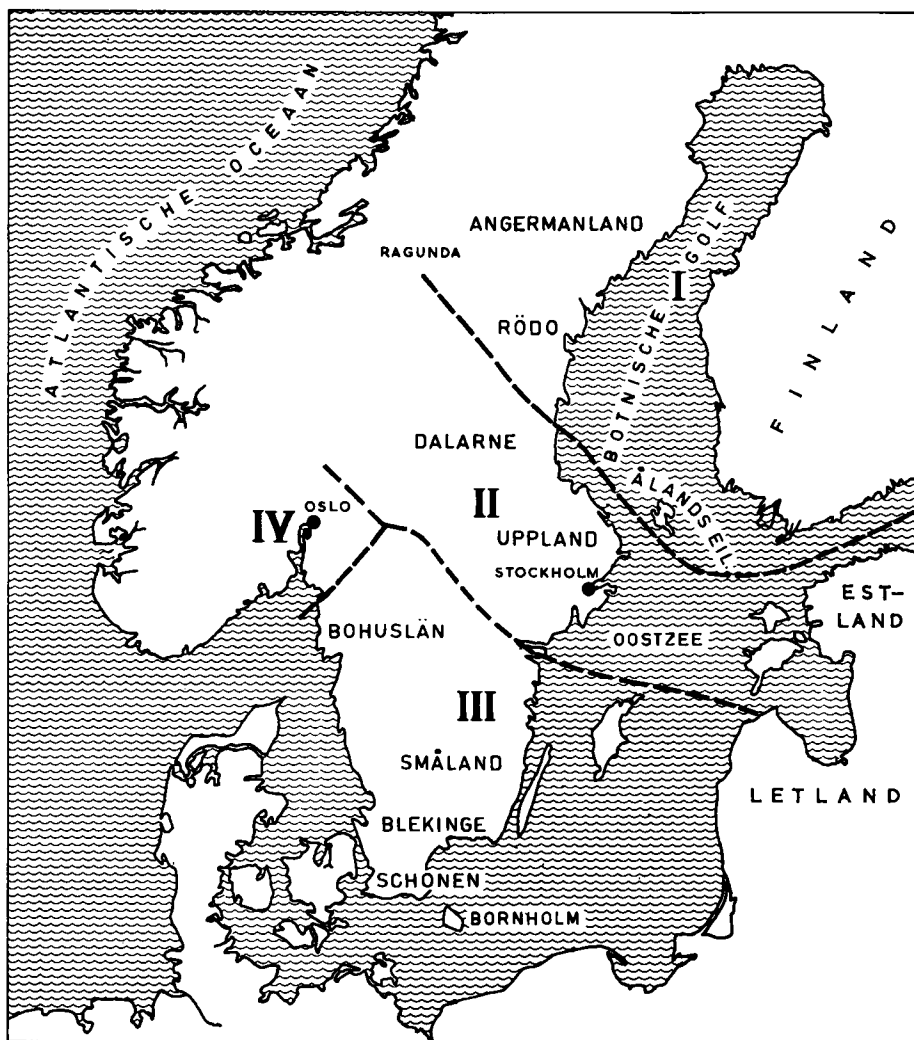 ATLANTISCHE OCEAAN
ANGERMANLAND
RAGUNDA
BOTNISCHE GOLF
I
FINLAND
RÖDO
DALARNE
ÅLANDSEIL
II
IV
OSLO
UPPLAND
STOCKHOLM
EST-
LAND
BOHUSLÄN
OOSTZEE
III
SMÅLAND
LETLAND
BLEKINGE
SCHONEN
BORNHOLM